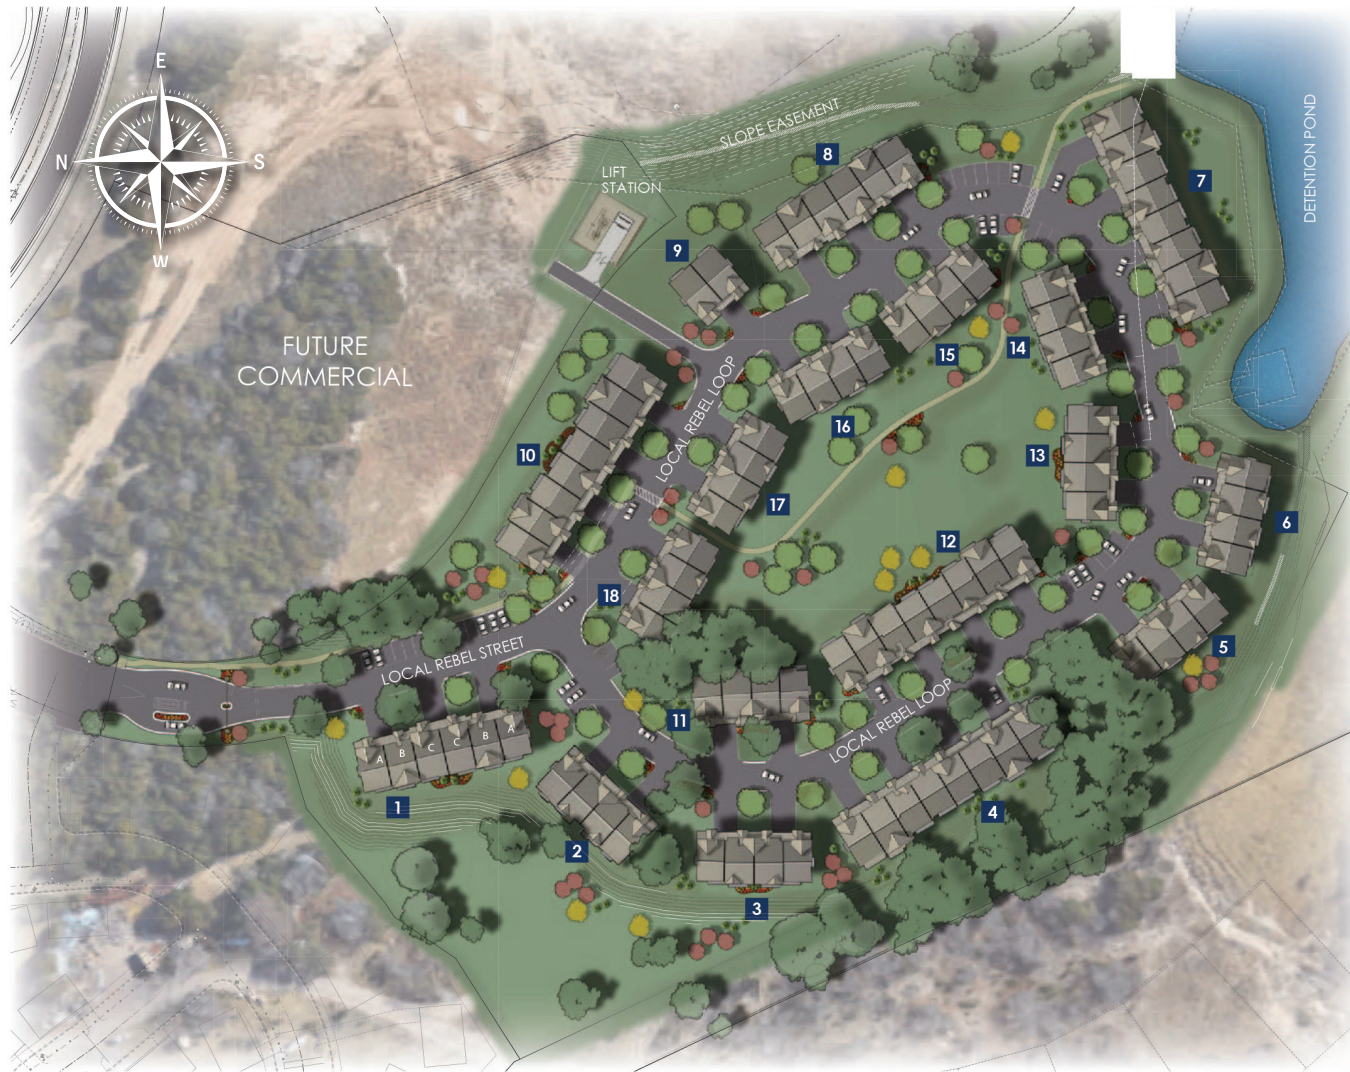 E
N
S
W
SLOPE EASEMENT
DETENTION POND
LIFT
STATION
8
7
9
FUTURE
COMMERCIAL
LOCAL REBEL LOOP
15
14
16
10
13
17
6
12
18
LOCAL REBEL STREET
5
11
LOCAL REBEL LOOP
A B C C B A
1
4
2
3